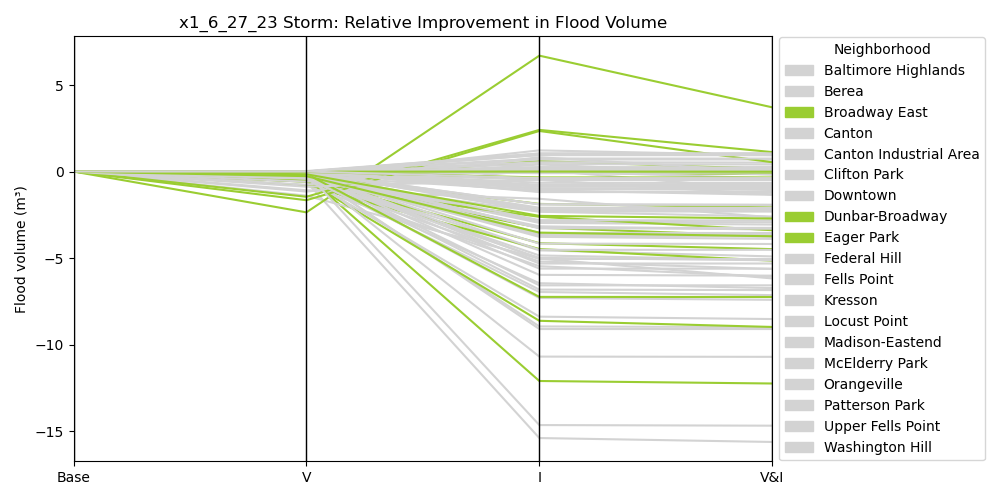 x1_6_27_23 Storm: Relative Improvement in Flood Volume
Flood volume (m³)
5
0
−5
−10
−15
Base
V
I
V&I
Neighborhood
Baltimore Highlands
Berea
Broadway East
Canton
Canton Industrial Area
Clifton Park
Downtown
Dunbar-Broadway
Eager Park
Federal Hill
Fells Point
Kresson
Locust Point
Madison-Eastend
McElderry Park
Orangeville
Patterson Park
Upper Fells Point
Washington Hill